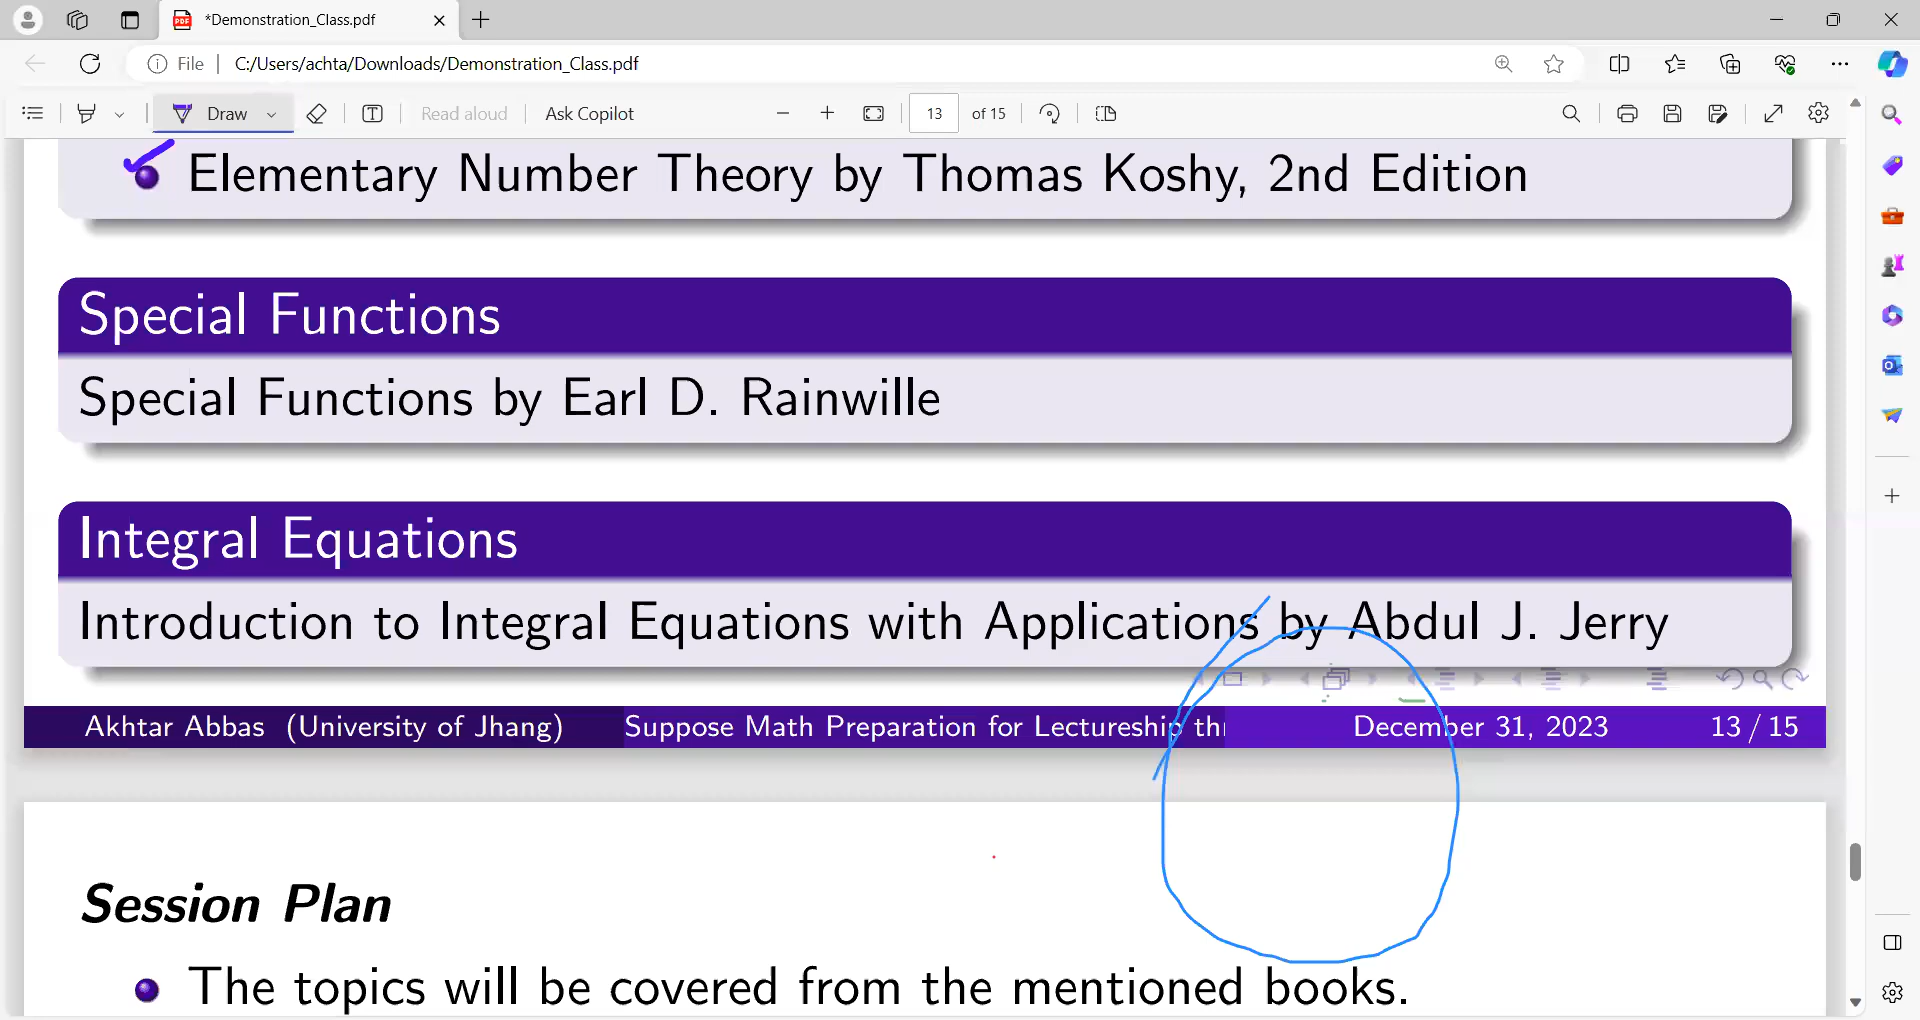 *Demonstration_Class.pdf
File
C:/Users/achta/Downloads/Demonstration_Class.pdf
Draw
Read aloud
Ask Copilot
13
of 15
Elementary Number Theory by Thomas Koshy, 2nd Edition
Special Functions
Special Functions by Earl D. Rainwille
Integral Equations
Introduction to Integral Equations with Applications by Abdul J. Jerry
Akhtar Abbas (University of Jhang)
Suppose Math Preparation for Lectureship thr
December 31, 2023
13 / 15
Session Plan
The topics will be covered from the mentioned books.